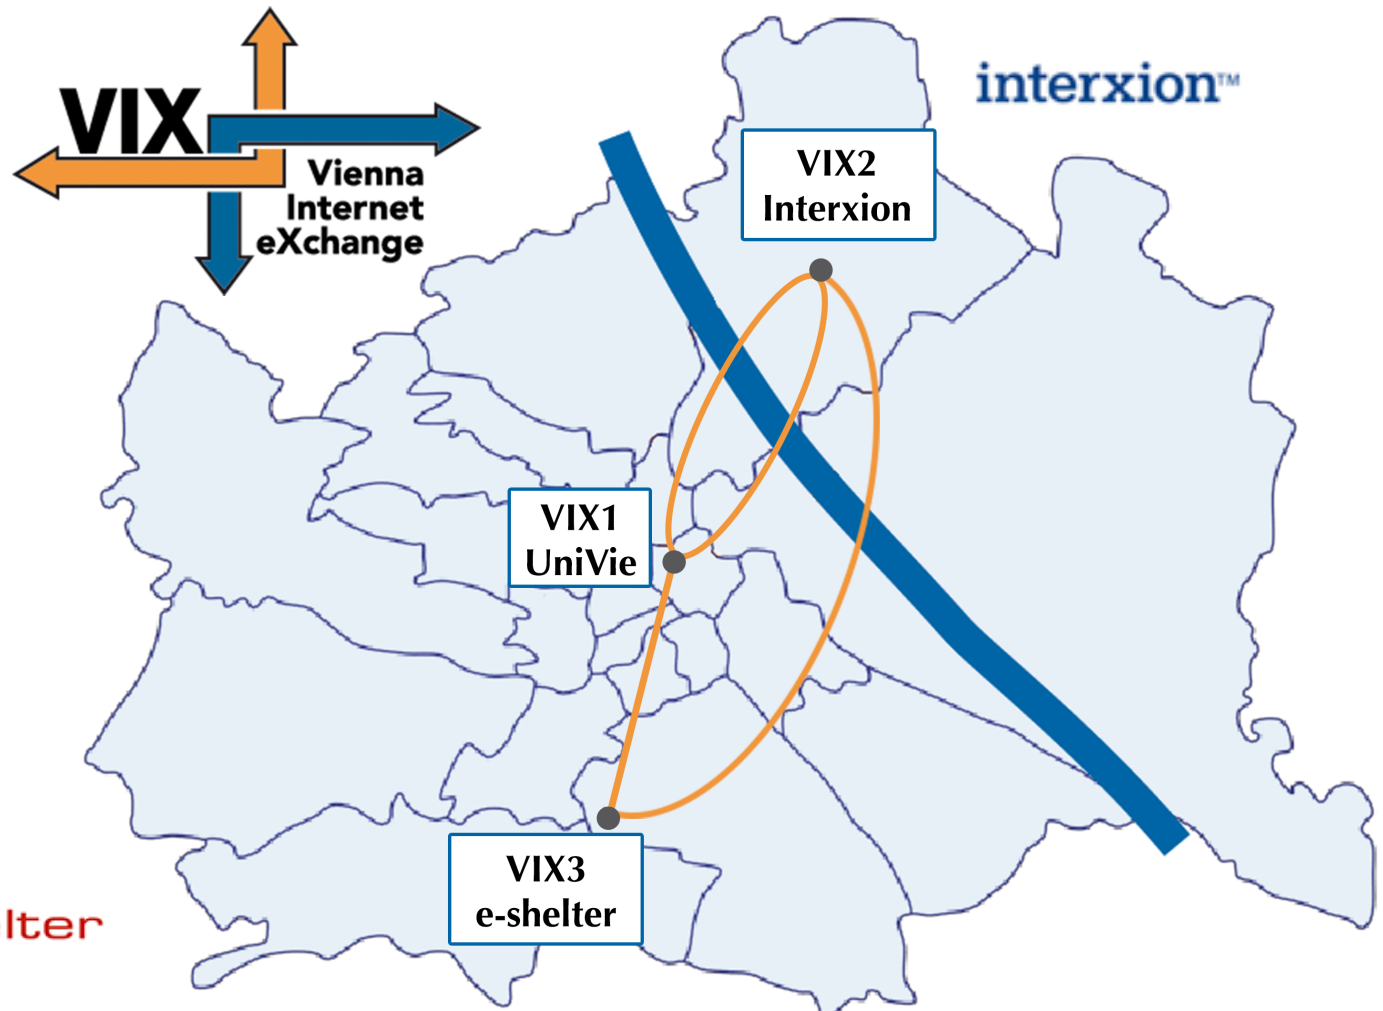 VIX
Vienna
Internet
eXchange
interxion™
VIX2
Interxion
VIX1
UniVie
VIX3
e-shelter
lter